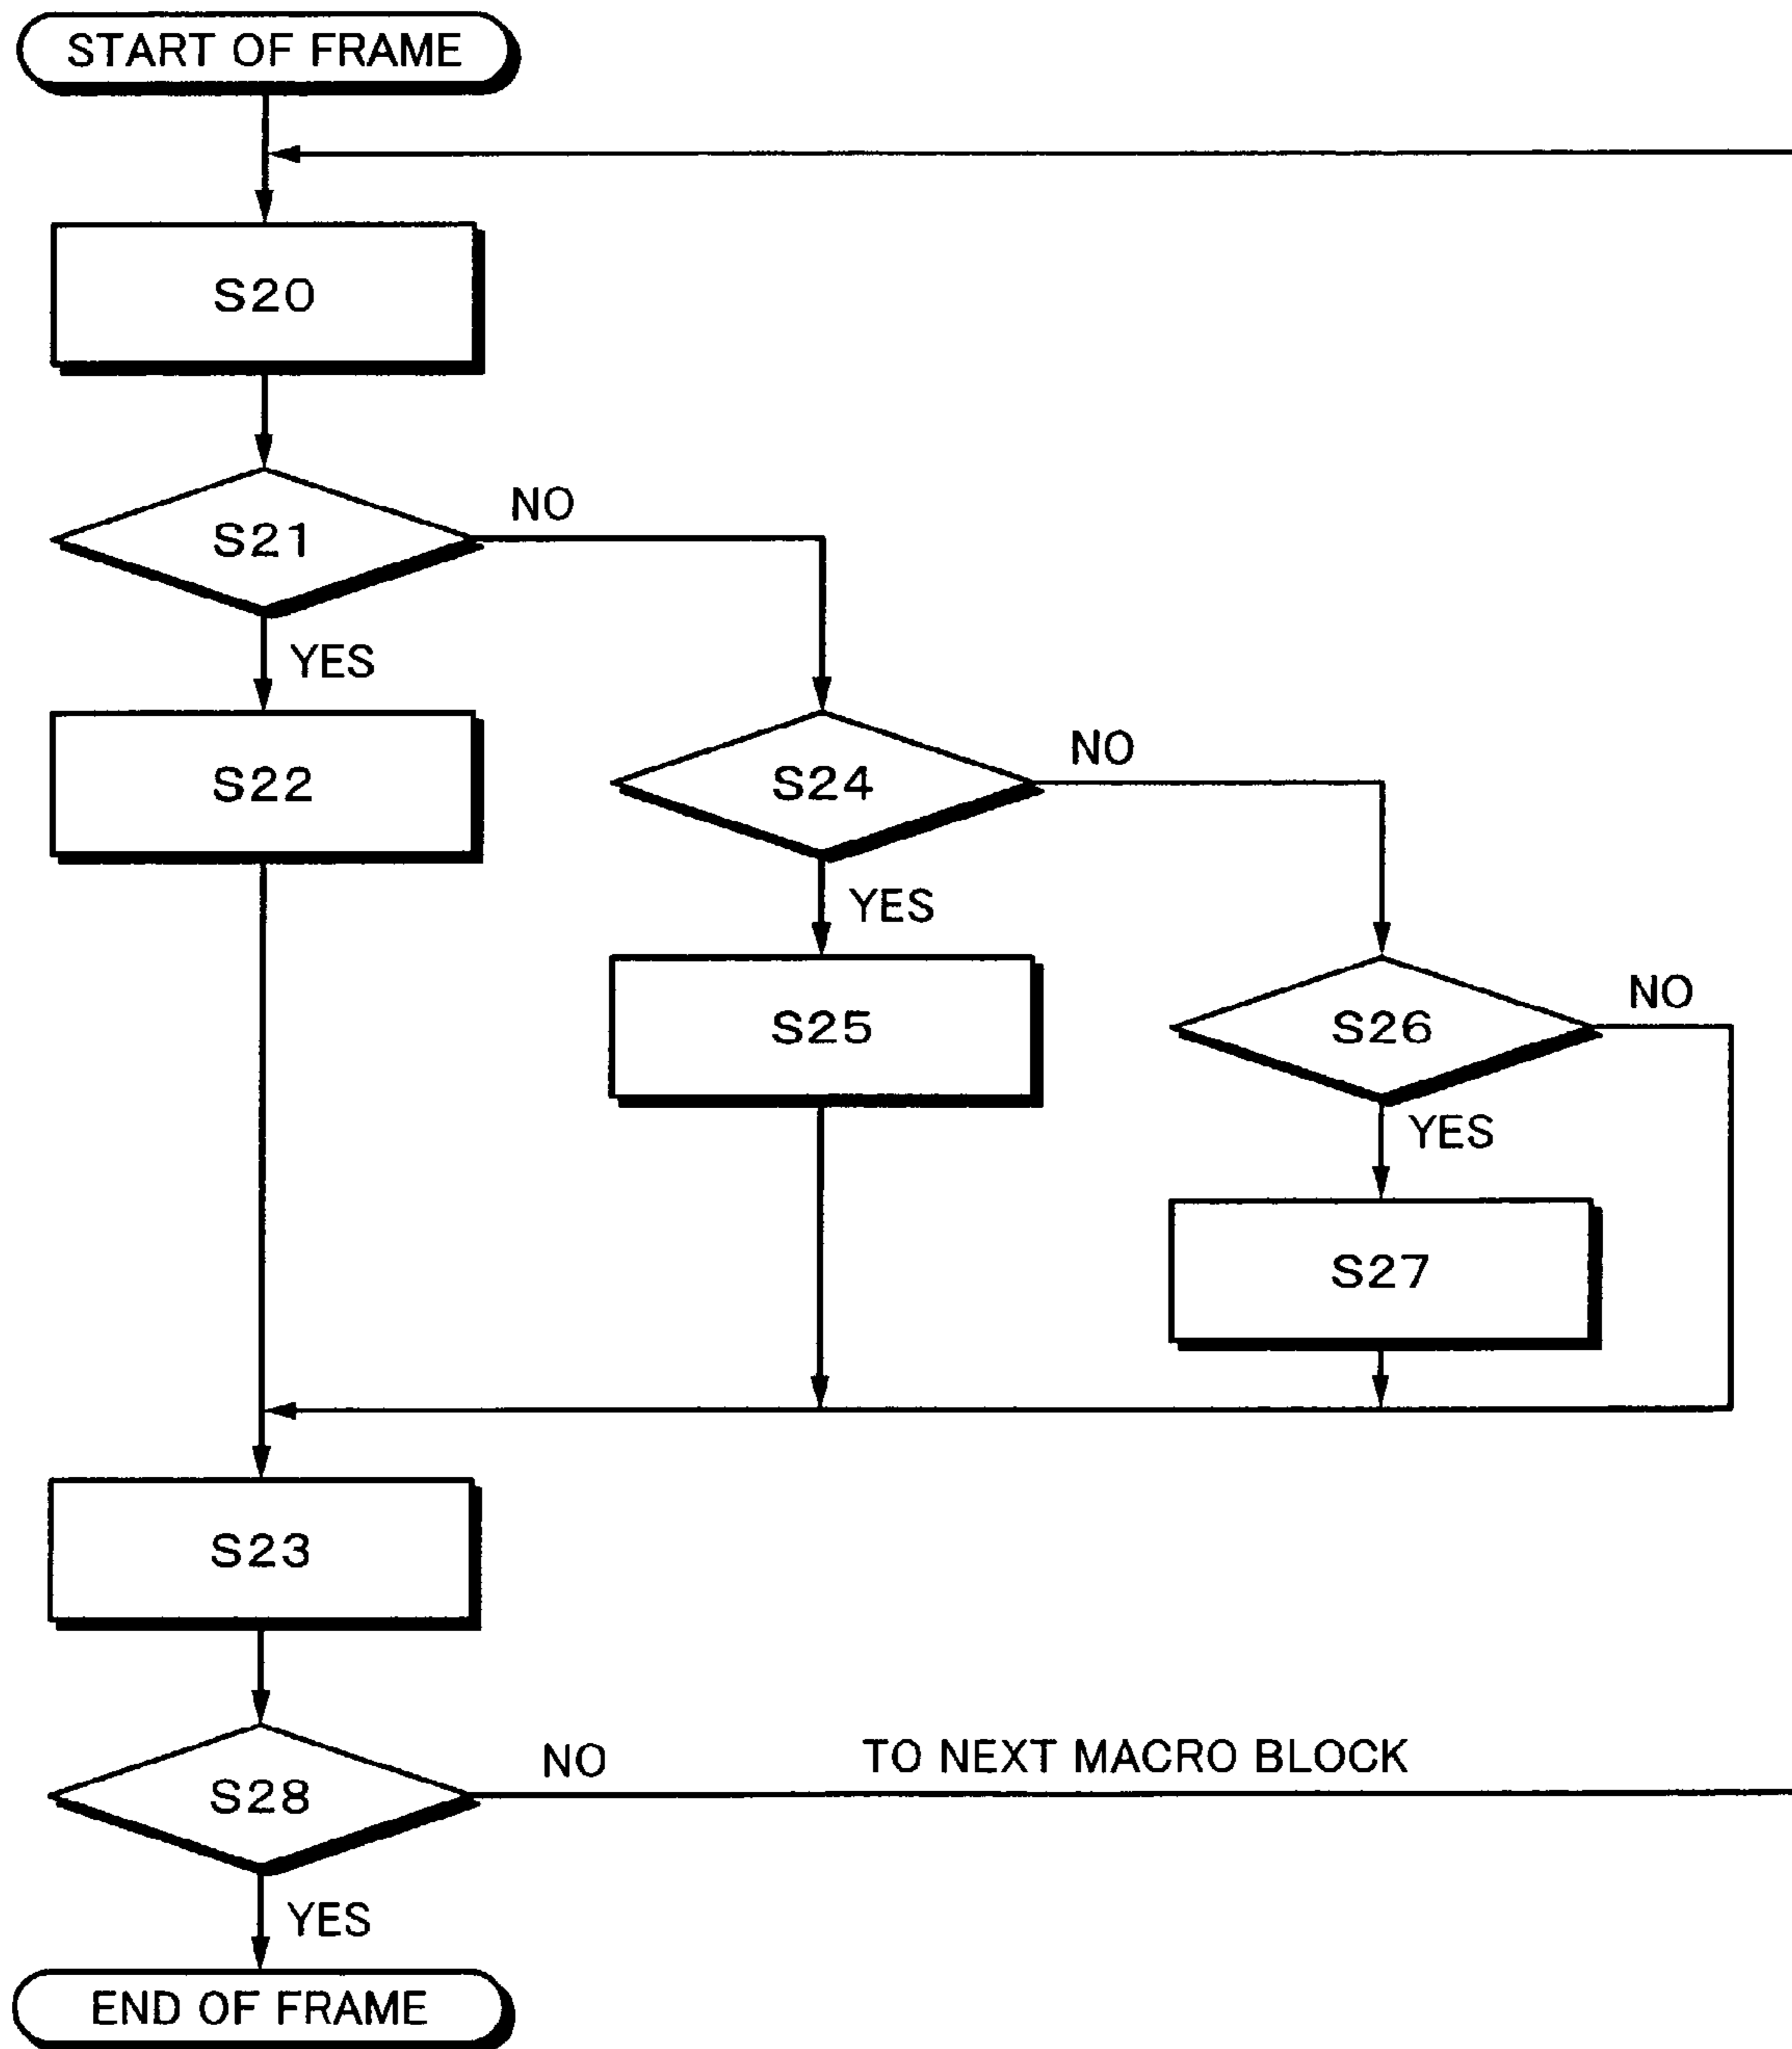 START OF FRAME
S20
S21
NO
YES
S22
S24
NO
YES
S25
S26
NO
YES
S27
S23
S28
NO
TO NEXT MACRO BLOCK
YES
END OF FRAME